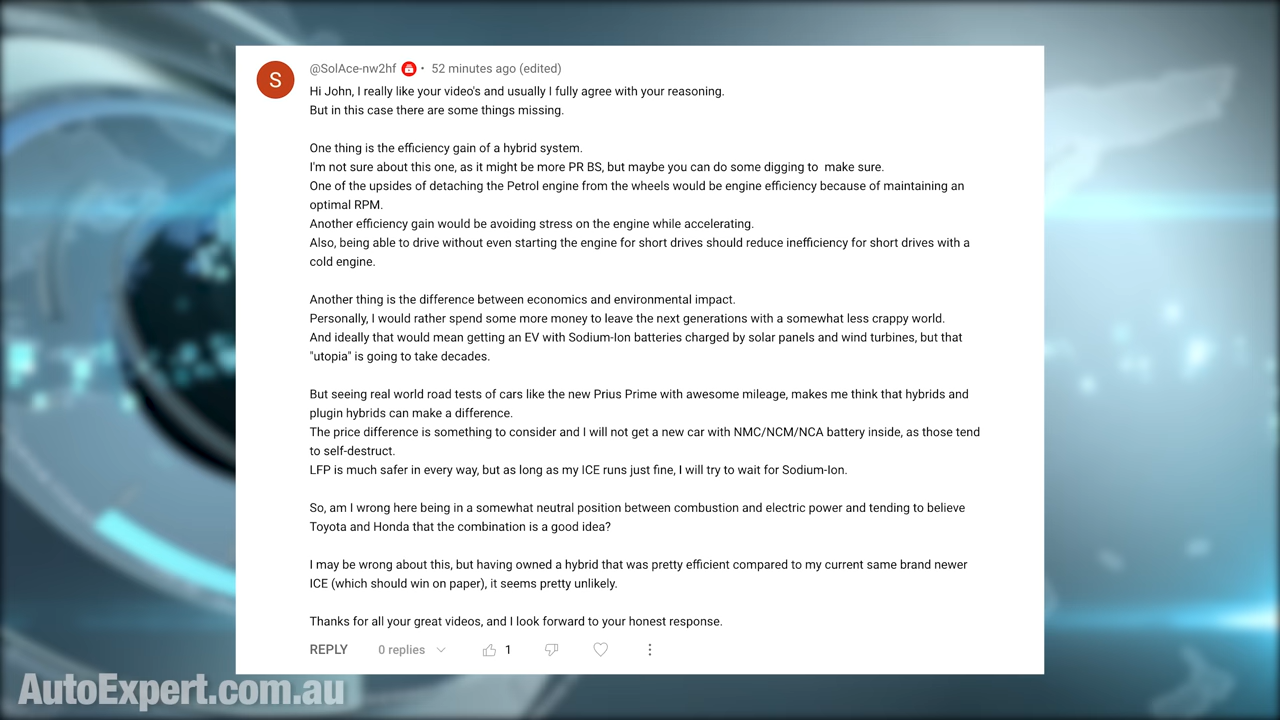 S
@SolAce-nw2hf • 52 minutes ago (edited)
Hi John, I really like your video's and usually I fully agree with your reasoning.
But in this case there are some things missing.
One thing is the efficiency gain of a hybrid system.
I'm not sure about this one, as it might be more PR BS, but maybe you can do some digging to  make sure.
One of the upsides of detaching the Petrol engine from the wheels would be engine efficiency because of maintaining an
optimal RPM.
Another efficiency gain would be avoiding stress on the engine while accelerating.
Also, being able to drive without even starting the engine for short drives should reduce inefficiency for short drives with a
cold engine.
Another thing is the difference between economics and environmental impact.
Personally, I would rather spend some more money to leave the next generations with a somewhat less crappy world.
And ideally that would mean getting an EV with Sodium-Ion batteries charged by solar panels and wind turbines, but that
"utopia" is going to take decades.
But seeing real world road tests of cars like the new Prius Prime with awesome mileage, makes me think that hybrids and
plugin hybrids can make a difference.
The price difference is something to consider and I will not get a new car with NMC/NCM/NCA battery inside, as those tend
to self-destruct.
LFP is much safer in every way, but as long as my ICE runs just fine, I will try to wait for Sodium-Ion.
So, am I wrong here being in a somewhat neutral position between combustion and electric power and tending to believe
Toyota and Honda that the combination is a good idea?
I may be wrong about this, but having owned a hybrid that was pretty efficient compared to my current same brand newer
ICE (which should win on paper), it seems pretty unlikely.
Thanks for all your great videos, and I look forward to your honest response.
REPLY 0 replies 1
AutoExpert.com.au